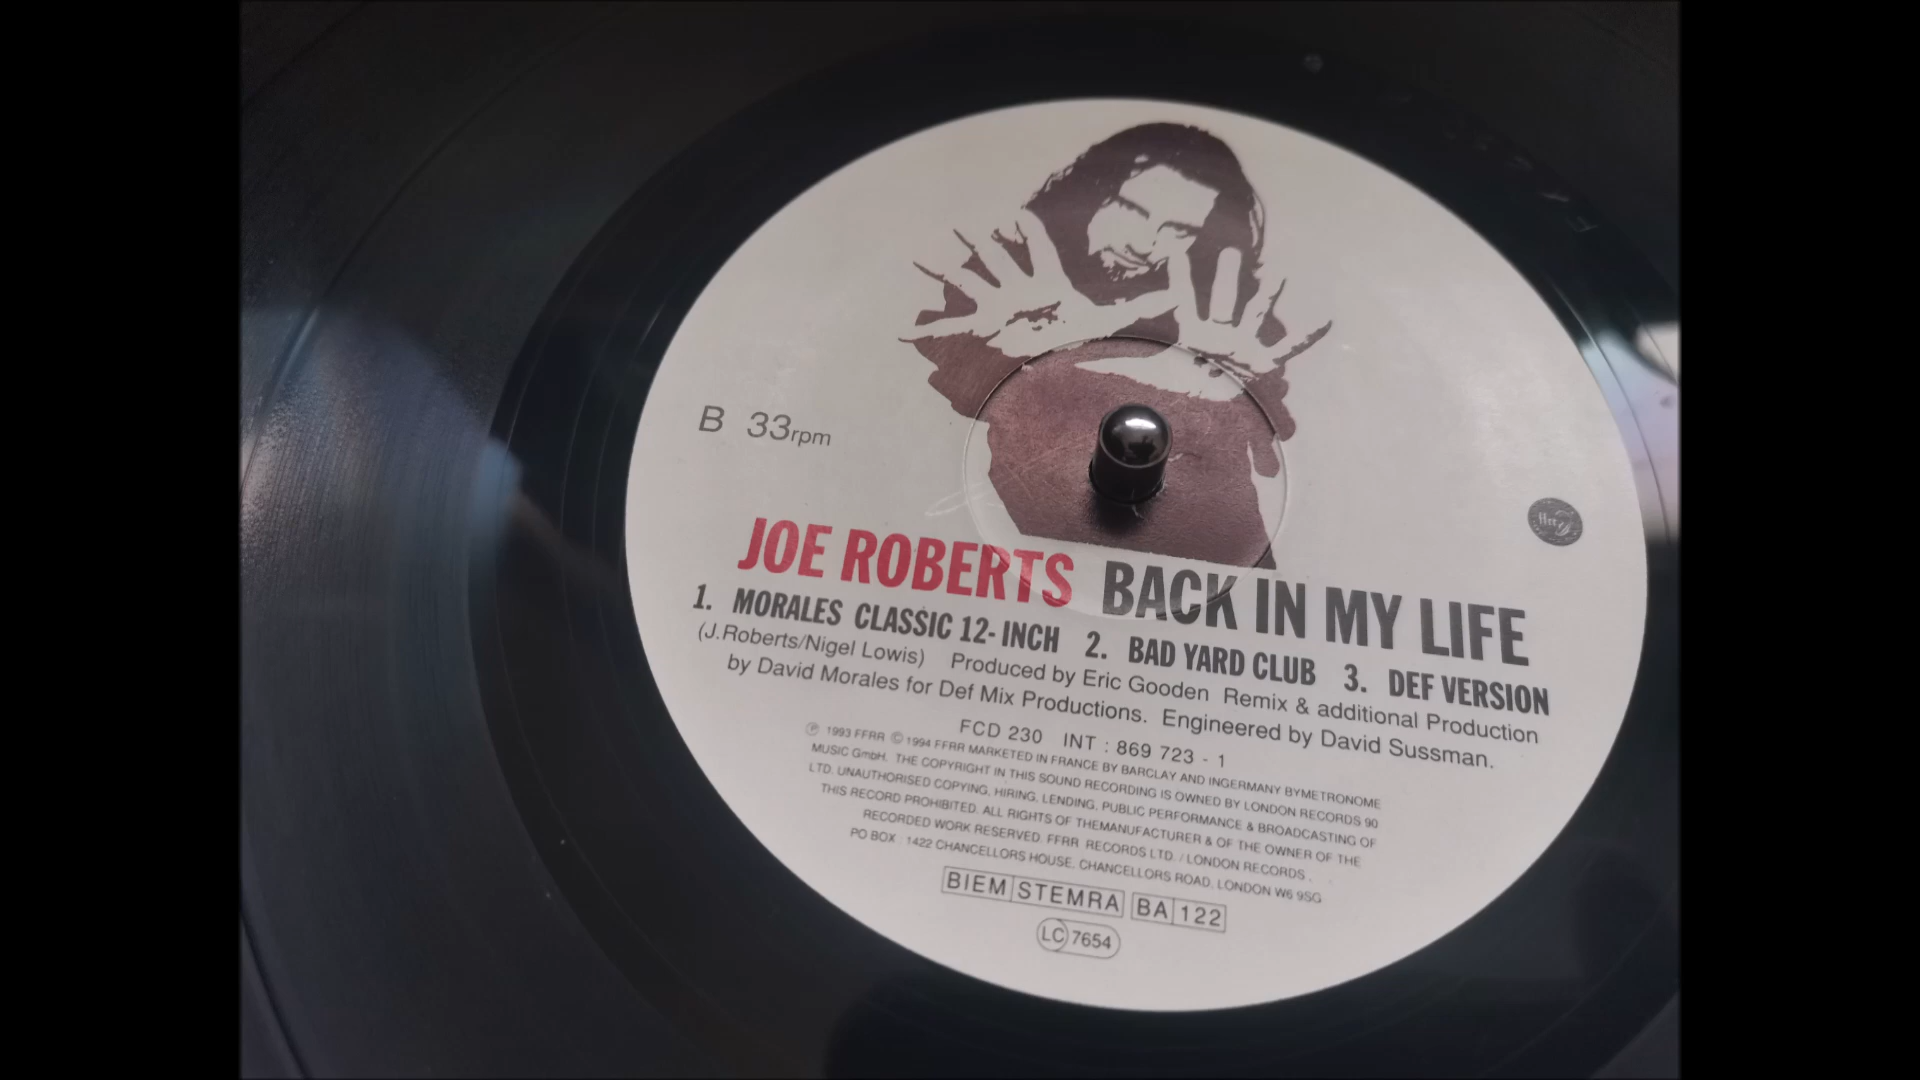 B 33rpm
JOE ROBERTS BACK IN MY LIFE
1. MORALES CLASSIC 12- INCH 2. BAD YARD CLUB 3. DEF VERSION
(J.Roberts/Nigel Lowis) Produced by Eric Gooden Remix & additional Production
by David Morales for Def Mix Productions. Engineered by David Sussman.
FCD 230 INT : 869 723 - 1
℗ 1993 FFRR © 1994 FFRR MARKETED IN FRANCE BY BARCLAY AND INGERMANY BYMETRONOME
MUSIC GmbH. THE COPYRIGHT IN THIS SOUND RECORDING IS OWNED BY LONDON RECORDS 90
LTD. UNAUTHORISED COPYING, HIRING, LENDING, PUBLIC PERFORMANCE & BROADCASTING OF
THIS RECORD PROHIBITED. ALL RIGHTS OF THEMANUFACTURER & OF THE OWNER OF THE
RECORDED WORK RESERVED. FFRR RECORDS LTD. / LONDON RECORDS .
PO BOX : 1422 CHANCELLORS HOUSE, CHANCELLORS ROAD, LONDON W6 9SG
BIEM STEMRA BA 122
LC 7654